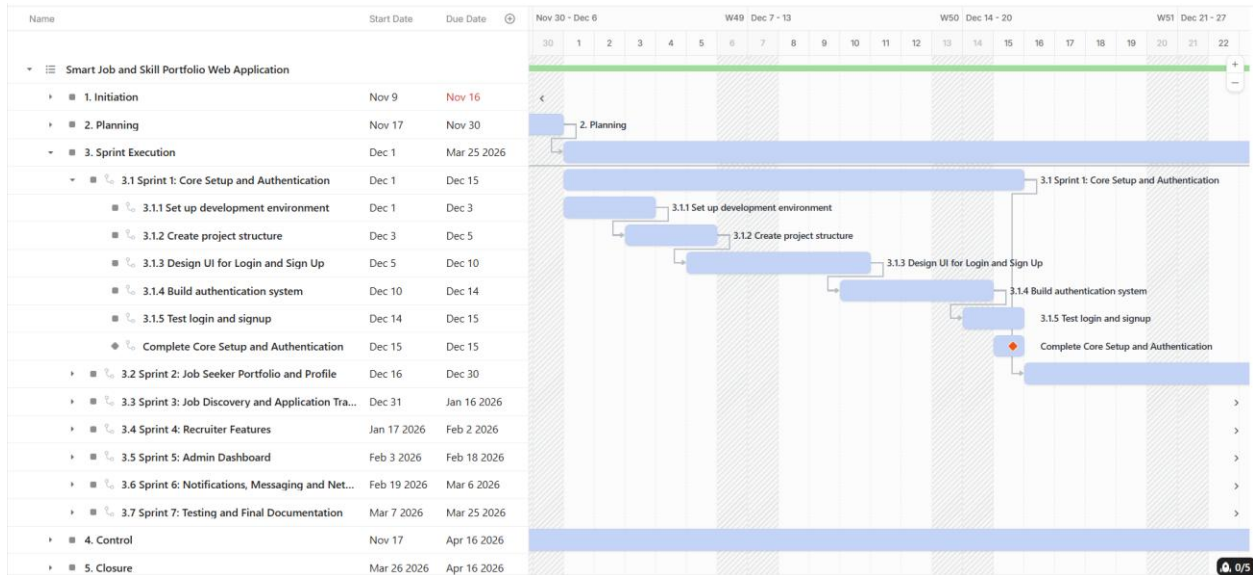 Name Start Date Due Date Nov 30 - Dec 6 W49 Dec 7 - 13 W50 Dec 14 - 20 W51 Dec 21 - 27
30 1 2 3 4 5 6 7 8 9 10 11 12 13 14 15 16 17 18 19 20 21 22
Smart Job and Skill Portfolio Web Application
1. Initiation Nov 9 Nov 16
2. Planning Nov 17 Nov 30 2. Planning
3. Sprint Execution Dec 1 Mar 25 2026
3.1 Sprint 1: Core Setup and Authentication Dec 1 Dec 15 3.1 Sprint 1: Core Setup and Authentication
3.1.1 Set up development environment Dec 1 Dec 3 3.1.1 Set up development environment
3.1.2 Create project structure Dec 3 Dec 5 3.1.2 Create project structure
3.1.3 Design UI for Login and Sign Up Dec 5 Dec 10 3.1.3 Design UI for Login and Sign Up
3.1.4 Build authentication system Dec 10 Dec 14 3.1.4 Build authentication system
3.1.5 Test login and signup Dec 14 Dec 15 3.1.5 Test login and signup
Complete Core Setup and Authentication Dec 15 Dec 15 Complete Core Setup and Authentication
3.2 Sprint 2: Job Seeker Portfolio and Profile Dec 16 Dec 30
3.3 Sprint 3: Job Discovery and Application Tra... Dec 31 Jan 16 2026
3.4 Sprint 4: Recruiter Features Jan 17 2026 Feb 2 2026
3.5 Sprint 5: Admin Dashboard Feb 3 2026 Feb 18 2026
3.6 Sprint 6: Notifications, Messaging and Net... Feb 19 2026 Mar 6 2026
3.7 Sprint 7: Testing and Final Documentation Mar 7 2026 Mar 25 2026
4. Control Nov 17 Apr 16 2026
5. Closure Mar 26 2026 Apr 16 2026 0/5